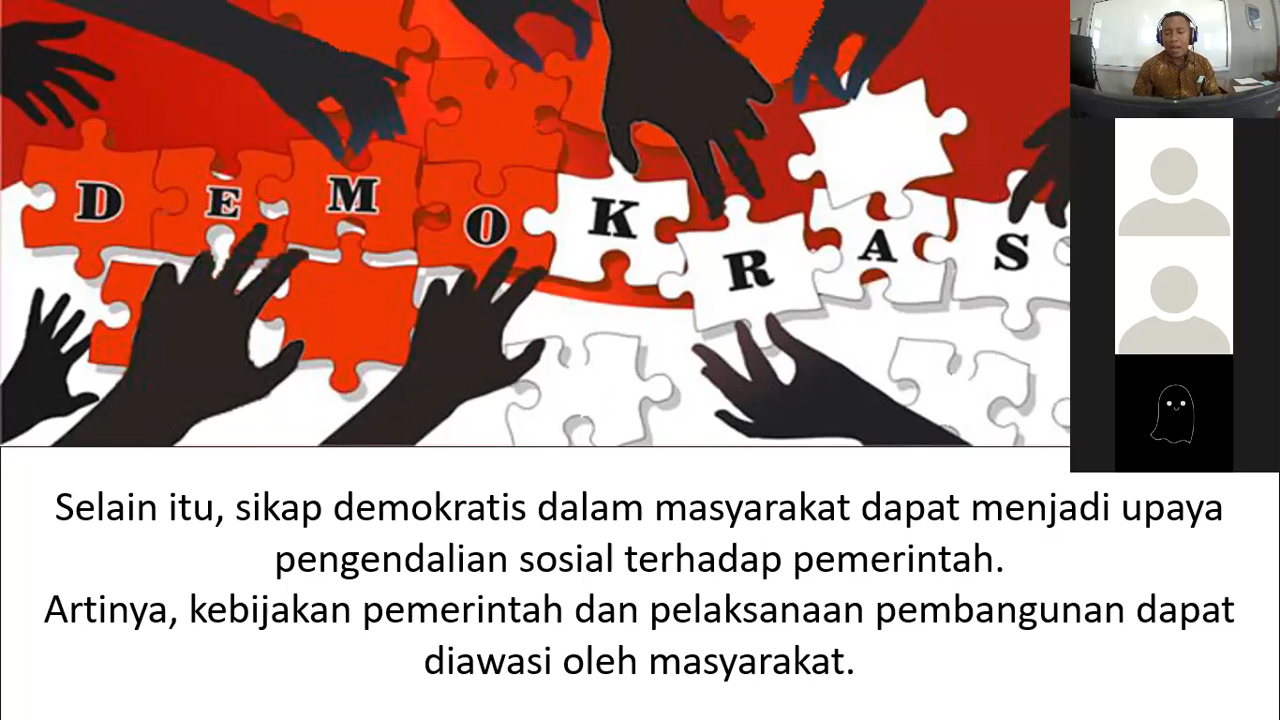 DEMOKRAS
Selain itu, sikap demokratis dalam masyarakat dapat menjadi upaya
pengendalian sosial terhadap pemerintah.
Artinya, kebijakan pemerintah dan pelaksanaan pembangunan dapat
diawasi oleh masyarakat.